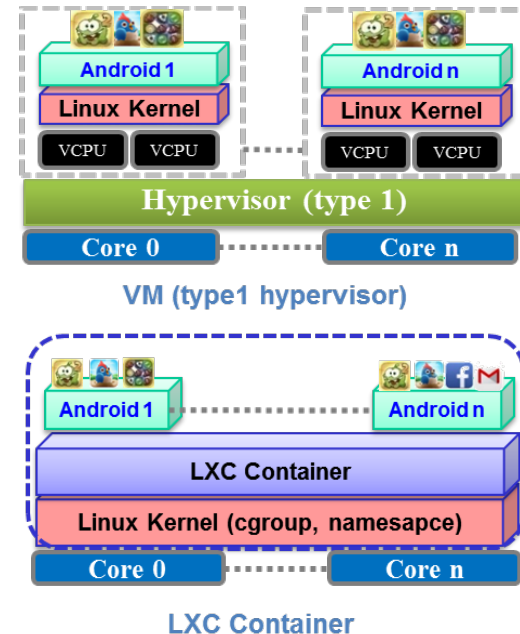 Android 1
Android n
Linux Kernel
Linux Kernel
VCPU VCPU
VCPU VCPU
Hypervisor (type 1)
Core 0
Core n
VM (type1 hypervisor)
Android 1
Android n
LXC Container
Linux Kernel (cgroup, namesapce)
Core 0
Core n
LXC Container